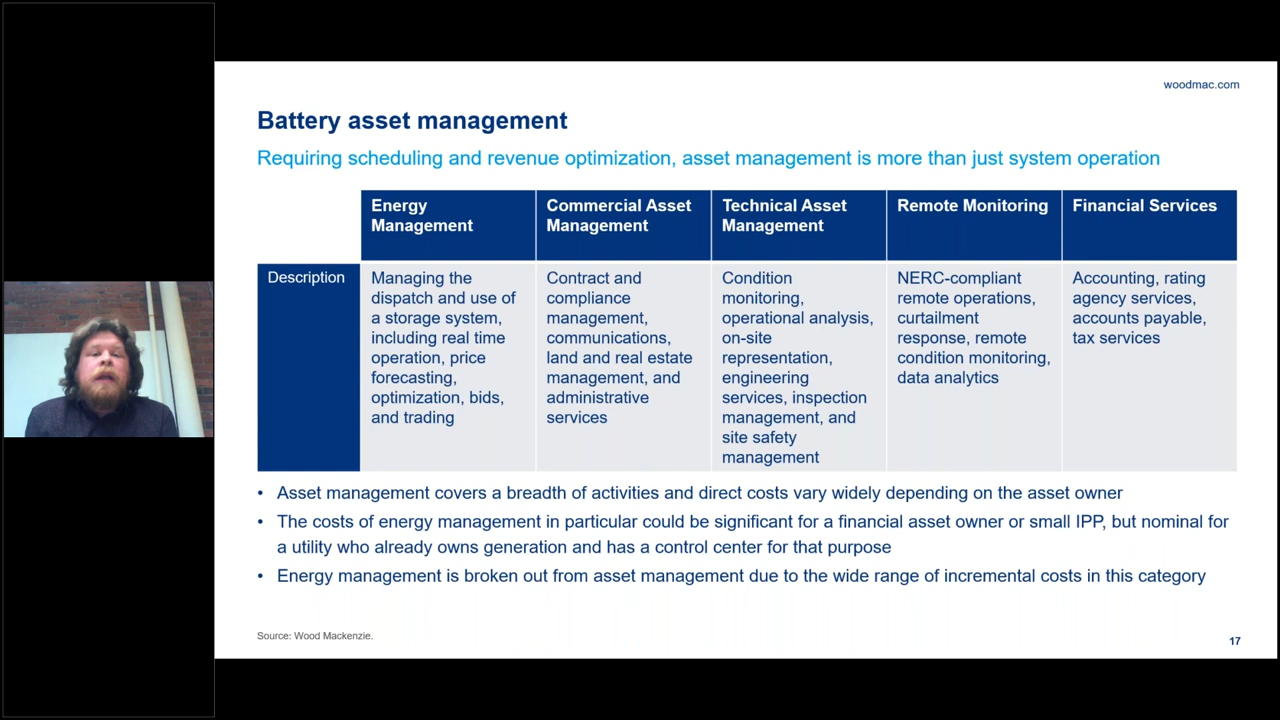 woodmac.com
Battery asset management
Requiring scheduling and revenue optimization, asset management is more than just system operation
Energy
Management
Commercial Asset
Management
Technical Asset
Management
Remote Monitoring
Financial Services
Description
Managing the
dispatch and use of
a storage system,
including real time
operation, price
forecasting,
optimization, bids,
and trading
Contract and
compliance
management,
communications,
land and real estate
management, and
administrative
services
Condition
monitoring,
operational analysis,
on-site
representation,
engineering
services, inspection
management, and
site safety
management
NERC-compliant
remote operations,
curtailment
response, remote
condition monitoring,
data analytics
Accounting, rating
agency services,
accounts payable,
tax services
• Asset management covers a breadth of activities and direct costs vary widely depending on the asset owner
• The costs of energy management in particular could be significant for a financial asset owner or small IPP, but nominal for
a utility who already owns generation and has a control center for that purpose
• Energy management is broken out from asset management due to the wide range of incremental costs in this category
Source: Wood Mackenzie.
17